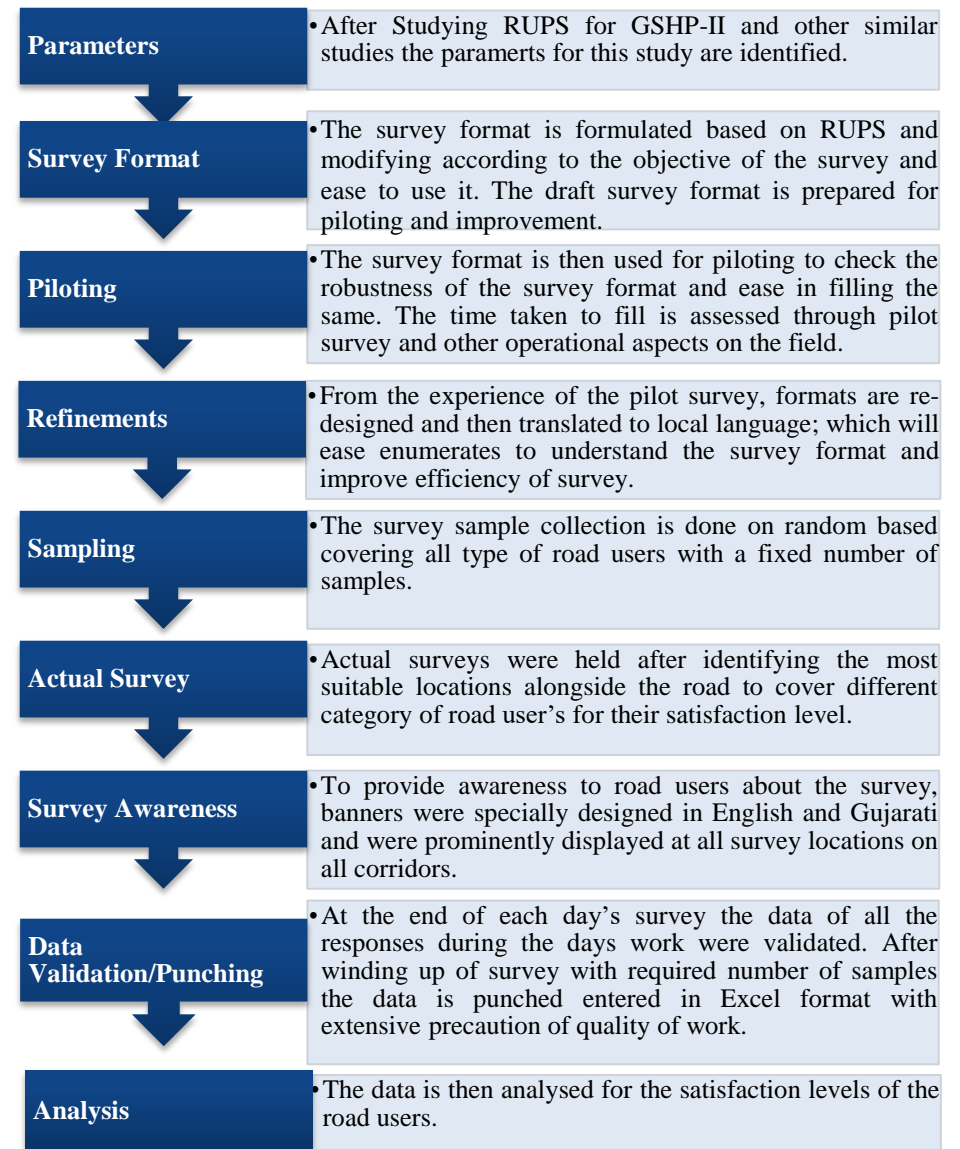 Parameters
•After Studying RUPS for GSHP-II and other similar
studies the paramerts for this study are identified.
Survey Format
•The survey format is formulated based on RUPS and
modifying according to the objective of the survey and
ease to use it. The draft survey format is prepared for
piloting and improvement.
Piloting
•The survey format is then used for piloting to check the
robustness of the survey format and ease in filling the
same. The time taken to fill is assessed through pilot
survey and other operational aspects on the field.
Refinements
•From the experience of the pilot survey, formats are re-
designed and then translated to local language; which will
ease enumerates to understand the survey format and
improve efficiency of survey.
Sampling
•The survey sample collection is done on random based
covering all type of road users with a fixed number of
samples.
Actual Survey
•Actual surveys were held after identifying the most
suitable locations alongside the road to cover different
category of road user's for their satisfaction level.
Survey Awareness
•To provide awareness to road users about the survey,
banners were specially designed in English and Gujarati
and were prominently displayed at all survey locations on
all corridors.
Data
Validation/Punching
•At the end of each day's survey the data of all the
responses during the days work were validated. After
winding up of survey with required number of samples
the data is punched entered in Excel format with
extensive precaution of quality of work.
Analysis
•The data is then analysed for the satisfaction levels of the
road users.